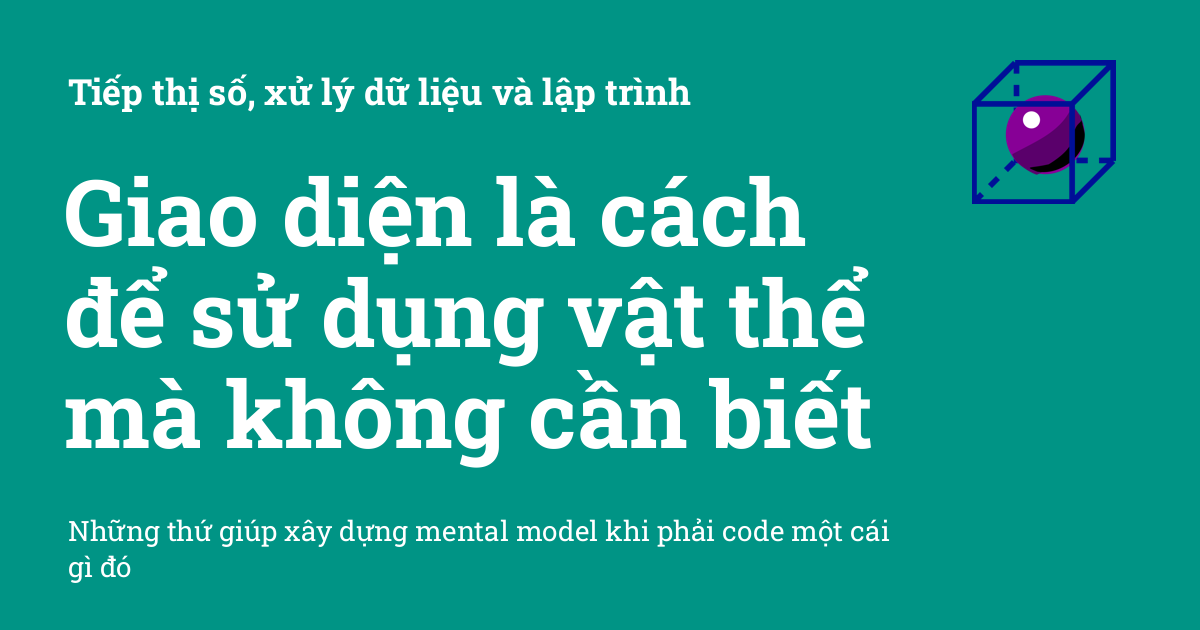 Tiếp thị số, xử lý dữ liệu và lập trình
Giao diện là cách
để sử dụng vật thể
mà không cần biết
Những thứ giúp xây dựng mental model khi phải code một cái
gì đó